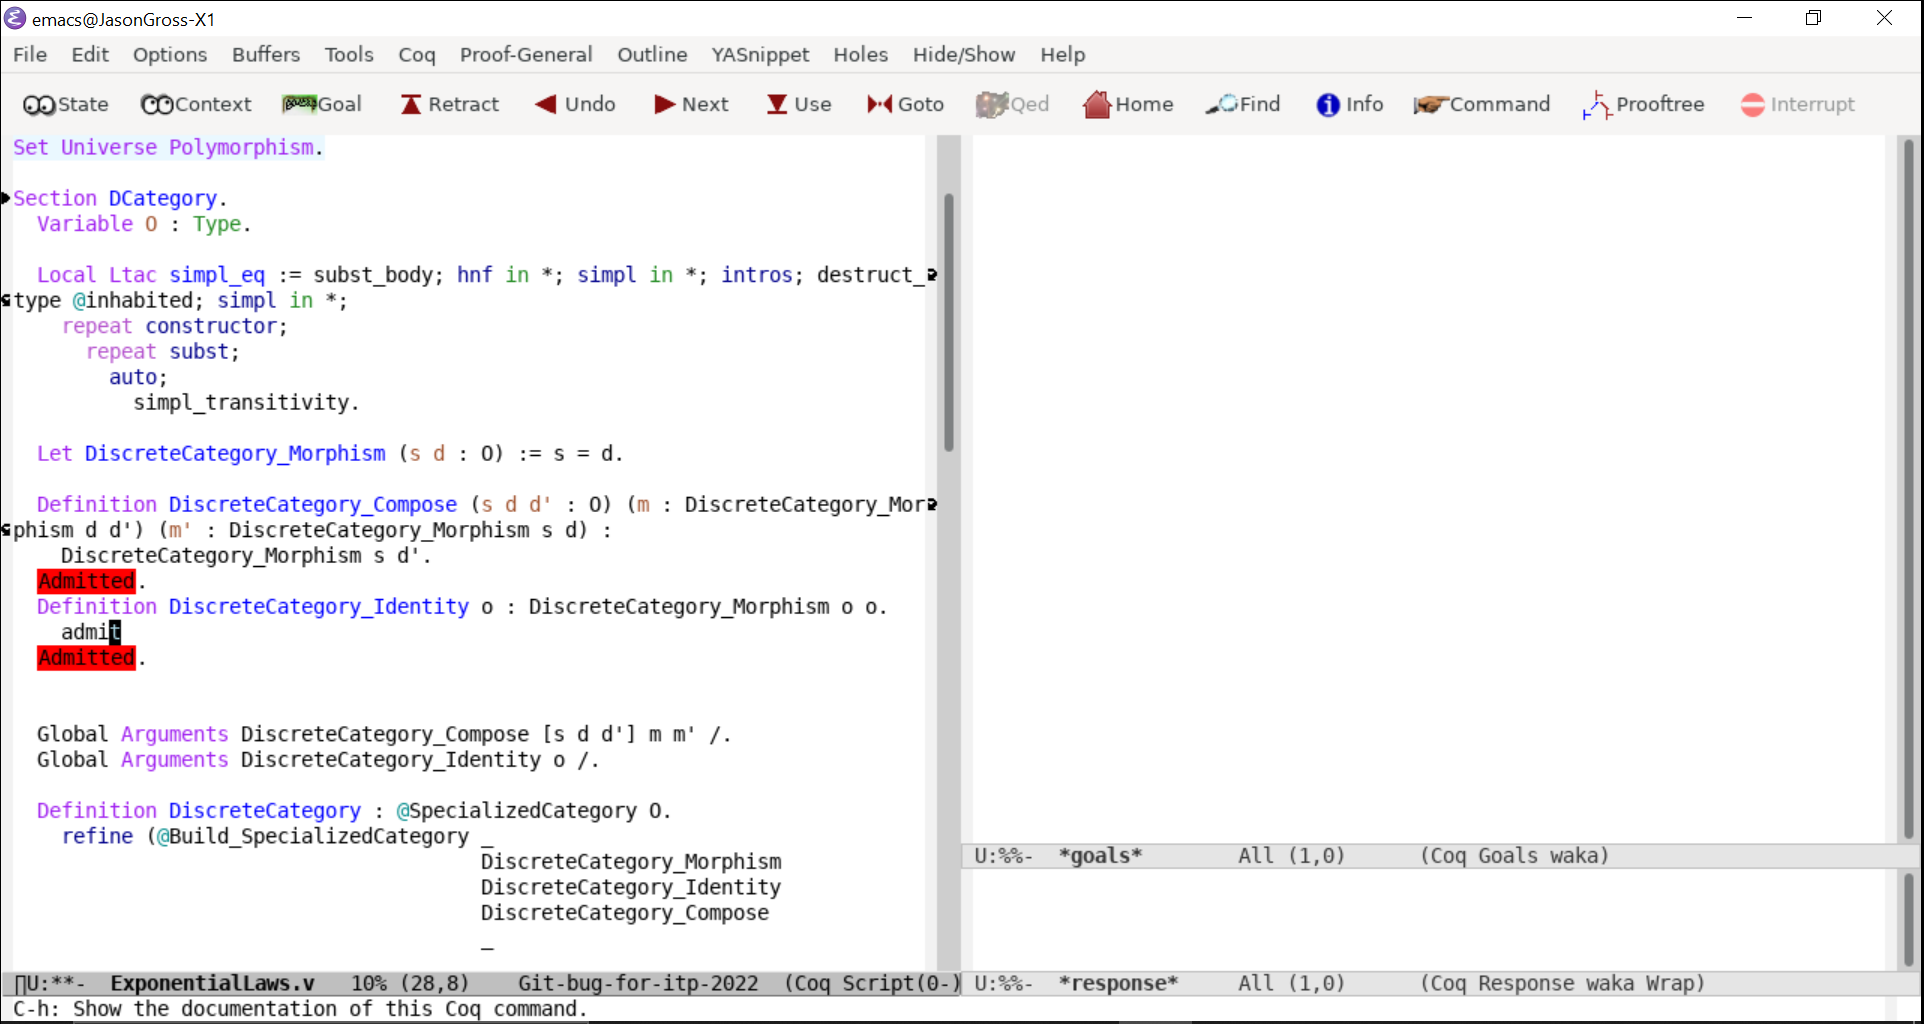 emacs@JasonGross-X1
File Edit Options Buffers Tools Coq Proof-General Outline YASnippet Holes Hide/Show Help
State Context Goal Retract Undo Next Use Goto Qed Home Find Info Command Prooftree Interrupt
Set Universe Polymorphism.
Section DCategory.
Variable O : Type.
Local Ltac simpl_eq := subst_body; hnf in *; simpl in *; intros; destruct_
type @inhabited; simpl in *;
repeat constructor;
repeat subst;
auto;
simpl_transitivity.
Let DiscreteCategory_Morphism (s d : O) := s = d.
Definition DiscreteCategory_Compose (s d d' : O) (m : DiscreteCategory_Mor
phism d d') (m' : DiscreteCategory_Morphism s d) :
DiscreteCategory_Morphism s d'.
Admitted.
Definition DiscreteCategory_Identity o : DiscreteCategory_Morphism o o.
admit
Admitted.
Global Arguments DiscreteCategory_Compose [s d d'] m m' /.
Global Arguments DiscreteCategory_Identity o /.
Definition DiscreteCategory : @SpecializedCategory O.
refine (@Build_SpecializedCategory _
DiscreteCategory_Morphism
DiscreteCategory_Identity
DiscreteCategory_Compose
_
U:**-  ExponentialLaws.v   10% (28,8)    Git-bug-for-itp-2022  (Coq Script(0-)
U:%%-  *goals*        All (1,0)      (Coq Goals waka)
U:%%-  *response*     All (1,0)      (Coq Response waka Wrap)
C-h: Show the documentation of this Coq command.